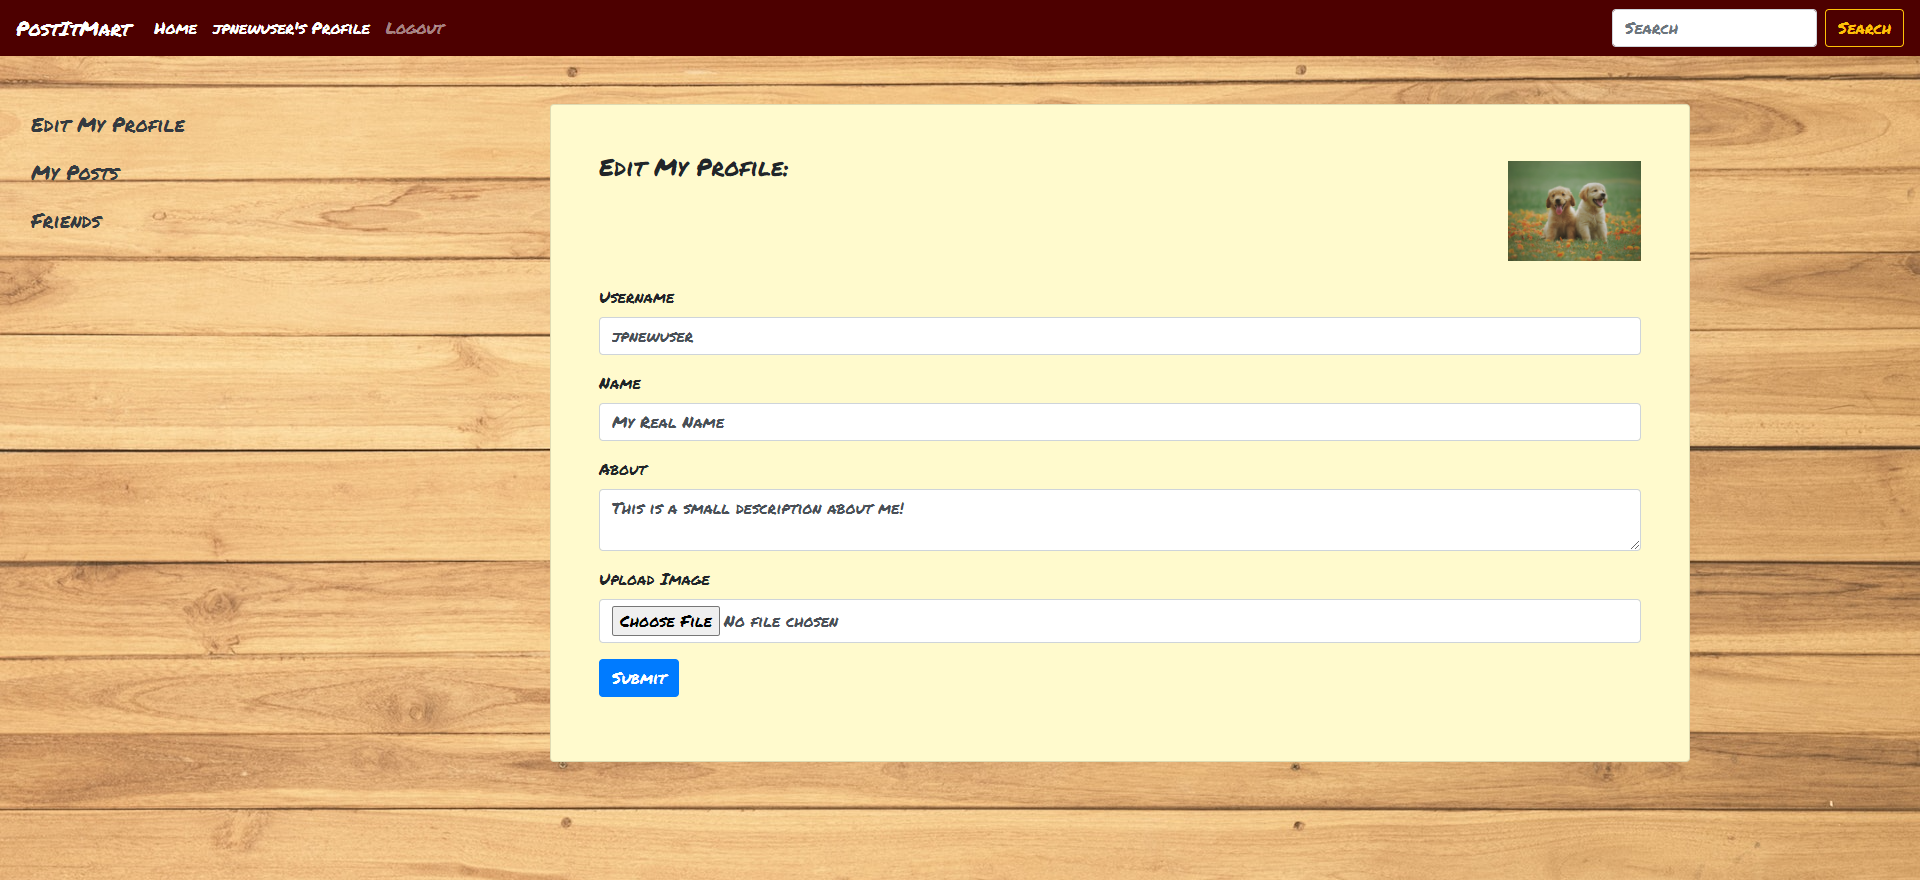 PostItMart Home jpnewuser's Profile Logout Search Search
Edit My Profile
My Posts
Friends
Edit My Profile:
Username
jpnewuser
Name
My Real Name
About
This is a small description about me!
Upload Image
Choose File No file chosen
Submit